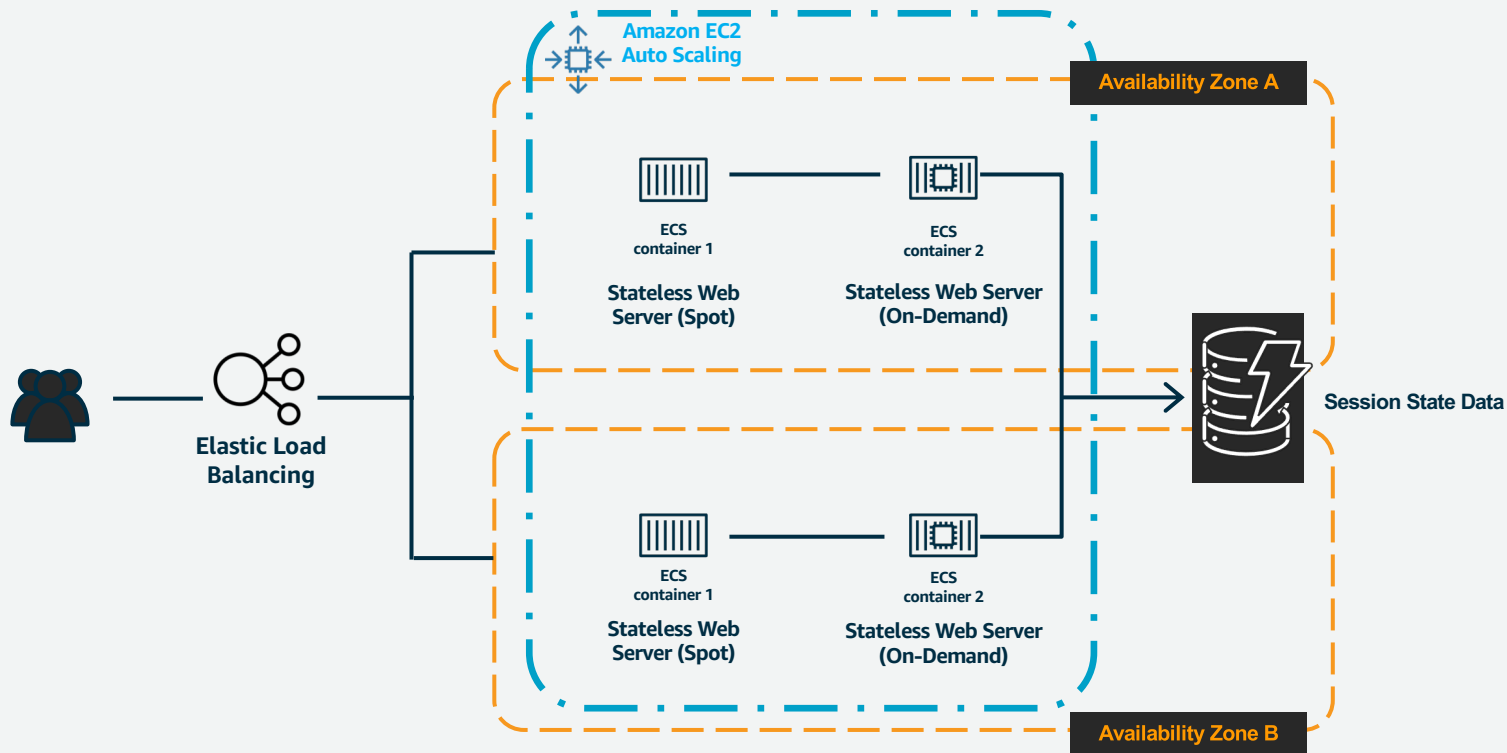 Amazon EC2
Auto Scaling
Availability Zone A
ECS
container 1
ECS
container 2
Stateless Web
Server (Spot)
Stateless Web Server
(On-Demand)
Elastic Load
Balancing
Session State Data
ECS
container 1
ECS
container 2
Stateless Web
Server (Spot)
Stateless Web Server
(On-Demand)
Availability Zone B